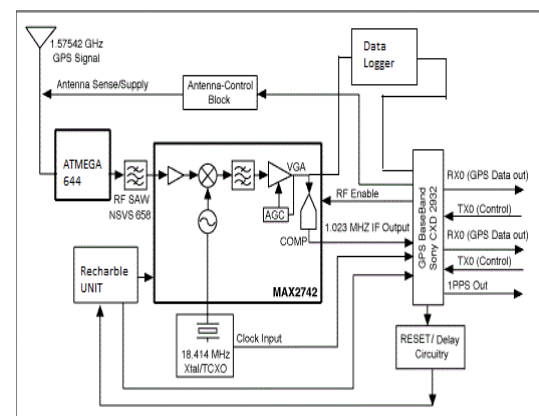 1.57542 GHz
GPS Signal
Data
Logger
Antenna Sense/Supply
Antenna-Control
Block
ATMEGA
644
RF SAW
NSVS 658
VGA
AGC
COMP
MAX2742
RF Enable
1.023 MHZ IF Output
GPS BaseBand
Sony CXD 2932
RX0 (GPS Data out)
TX0 (Control)
RX0 (GPS Data out)
TX0 (Control)
1PPS Out
Recharble
UNIT
18.414 MHz
Xtal/TCXO
Clock Input
RESET/ Delay
Circuitry